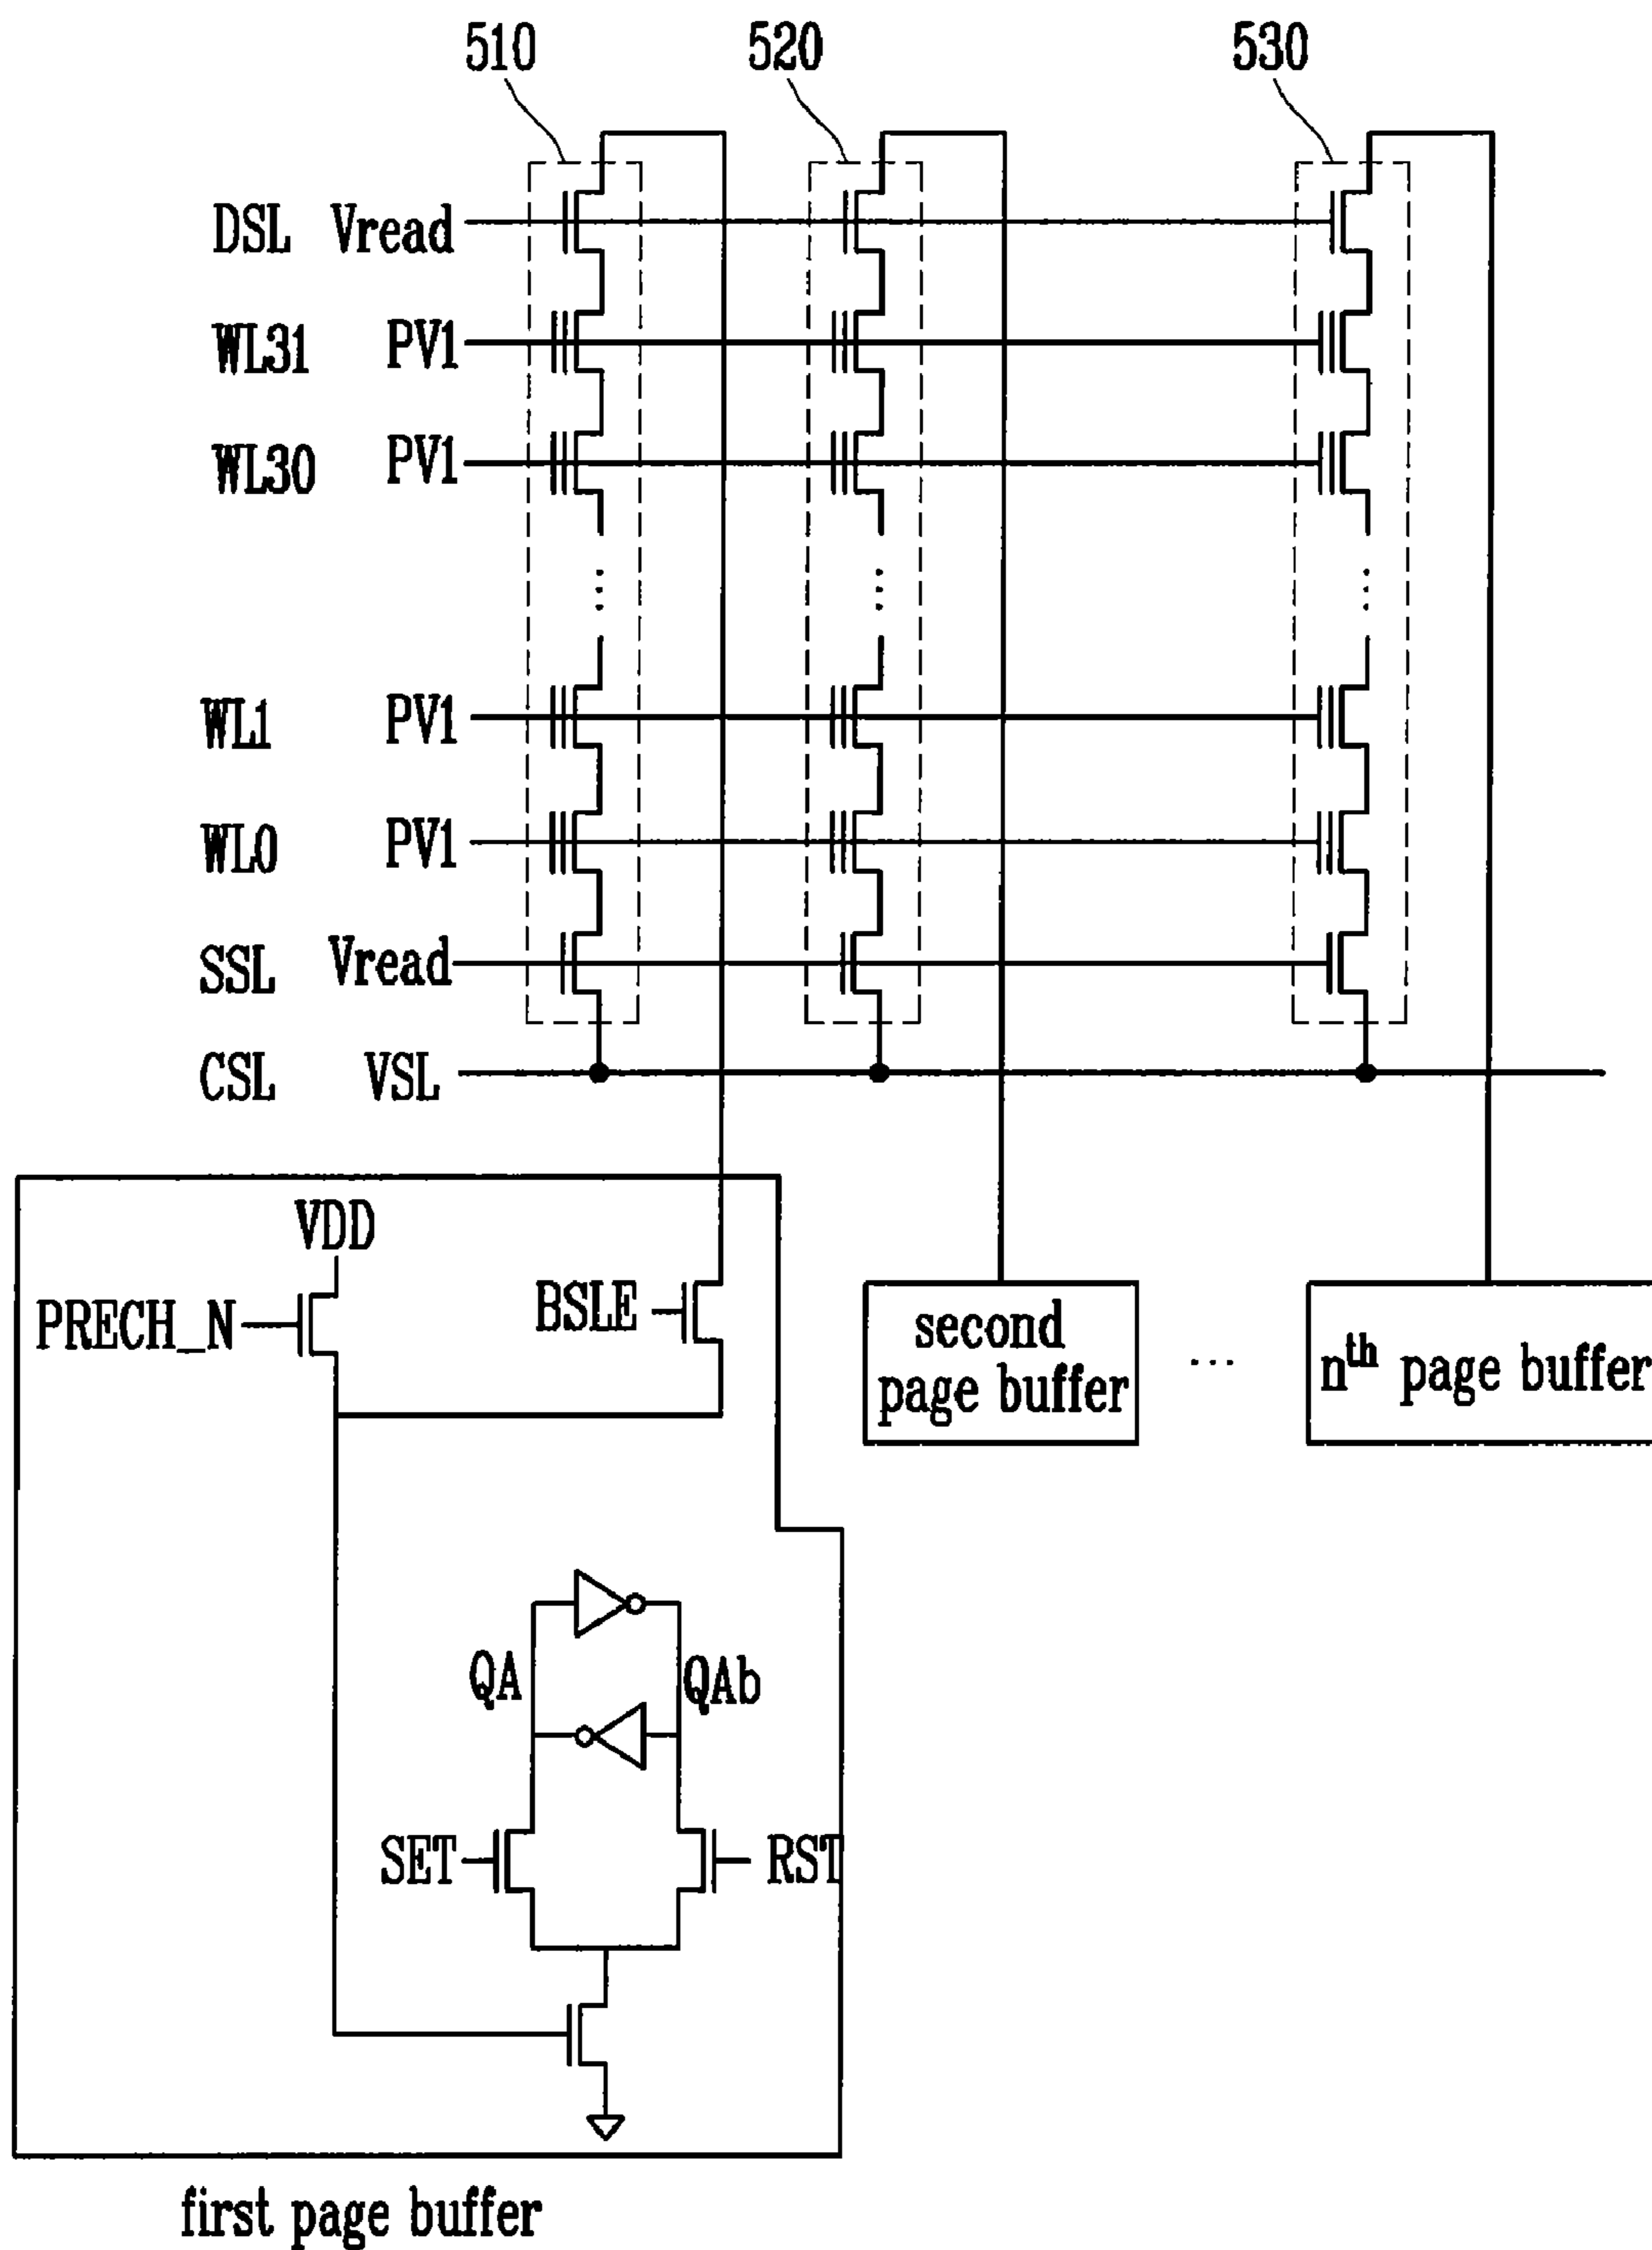 510 520 530
DSL Vread
WL31 PV1
WL30 PV1
WL1 PV1
WL0 PV1
SSL Vread
CSL VSL
VDD
PRECH_N
BSLE
second
page buffer
...
nth page buffer
QA QAb
SET RST
first page buffer